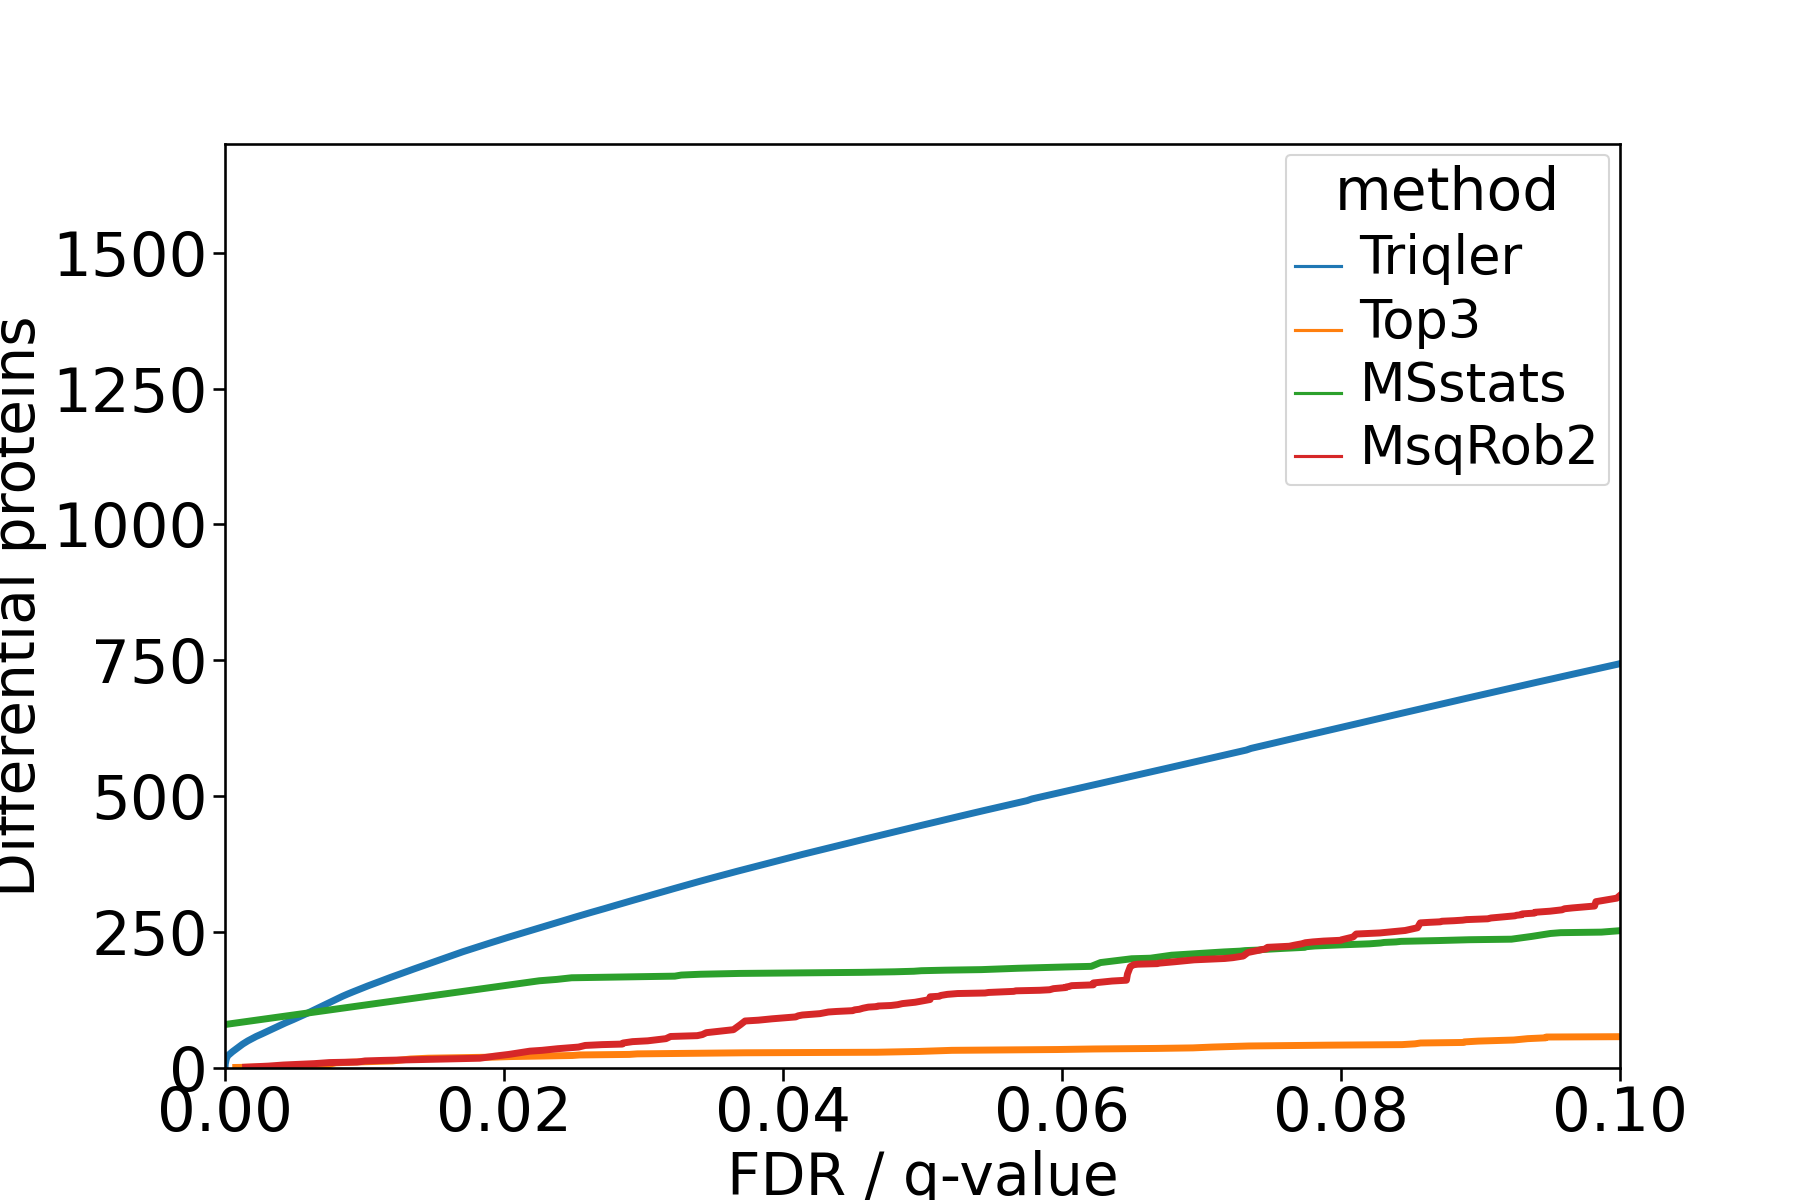 method
Triqler
Top3
MSstats
MsqRob2
Differential proteins
1500
1250
1000
750
500
250
0
0.00 0.02 0.04 0.06 0.08 0.10
FDR / q-value